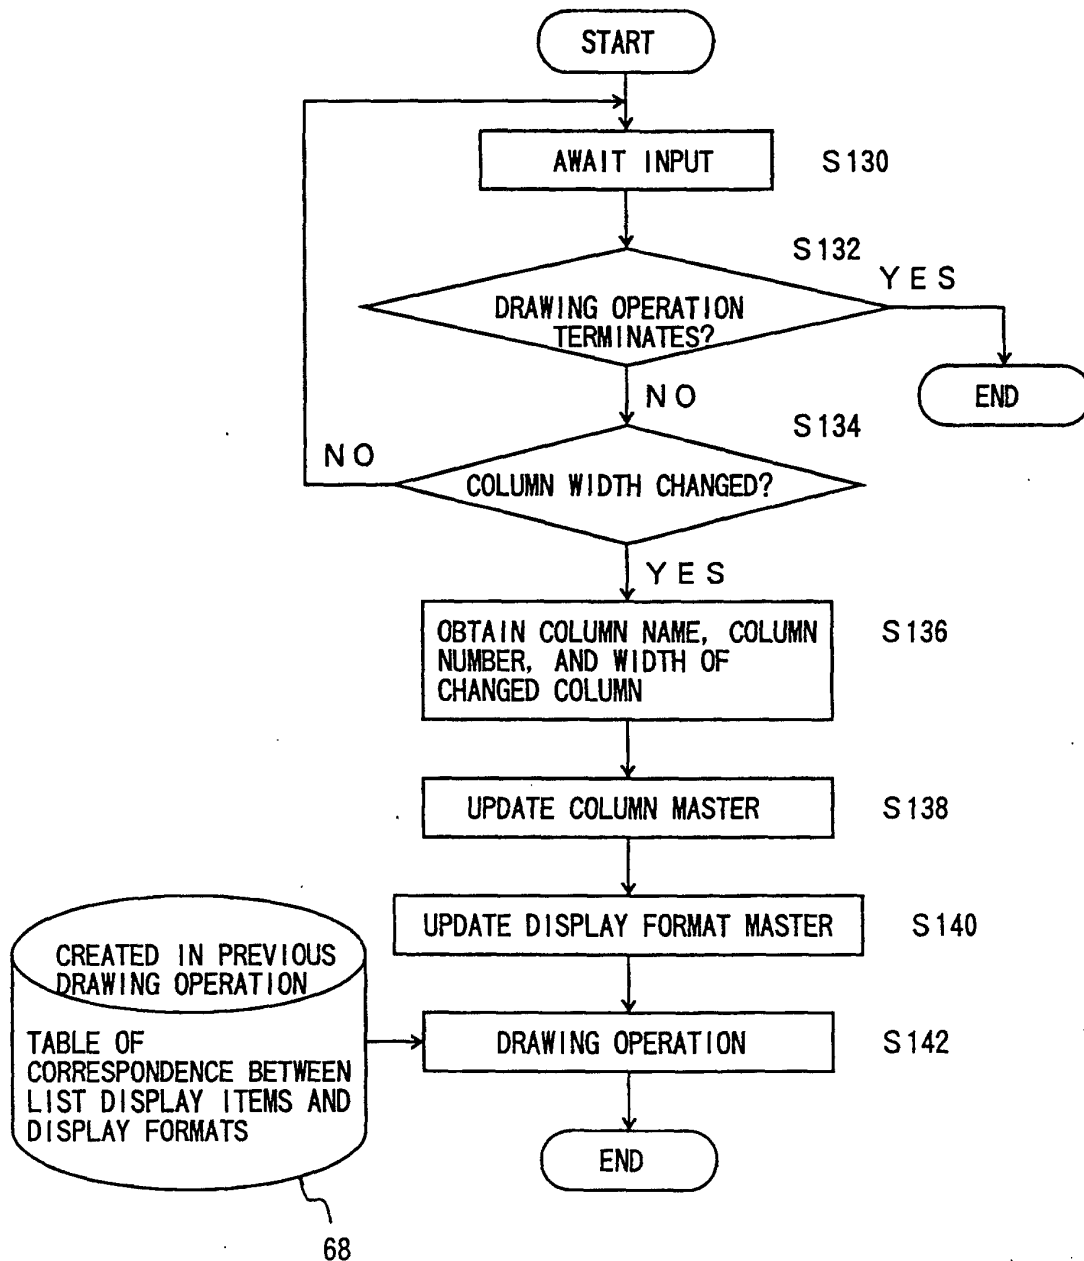 START
AWAIT INPUT
S130
S132
YES
DRAWING OPERATION
TERMINATES?
END
NO
S134
NO
COLUMN WIDTH CHANGED?
YES
OBTAIN COLUMN NAME, COLUMN
NUMBER, AND WIDTH OF
CHANGED COLUMN
S136
UPDATE COLUMN MASTER
S138
UPDATE DISPLAY FORMAT MASTER
S140
CREATED IN PREVIOUS
DRAWING OPERATION
TABLE OF
CORRESPONDENCE BETWEEN
LIST DISPLAY ITEMS AND
DISPLAY FORMATS
DRAWING OPERATION
S142
END
68